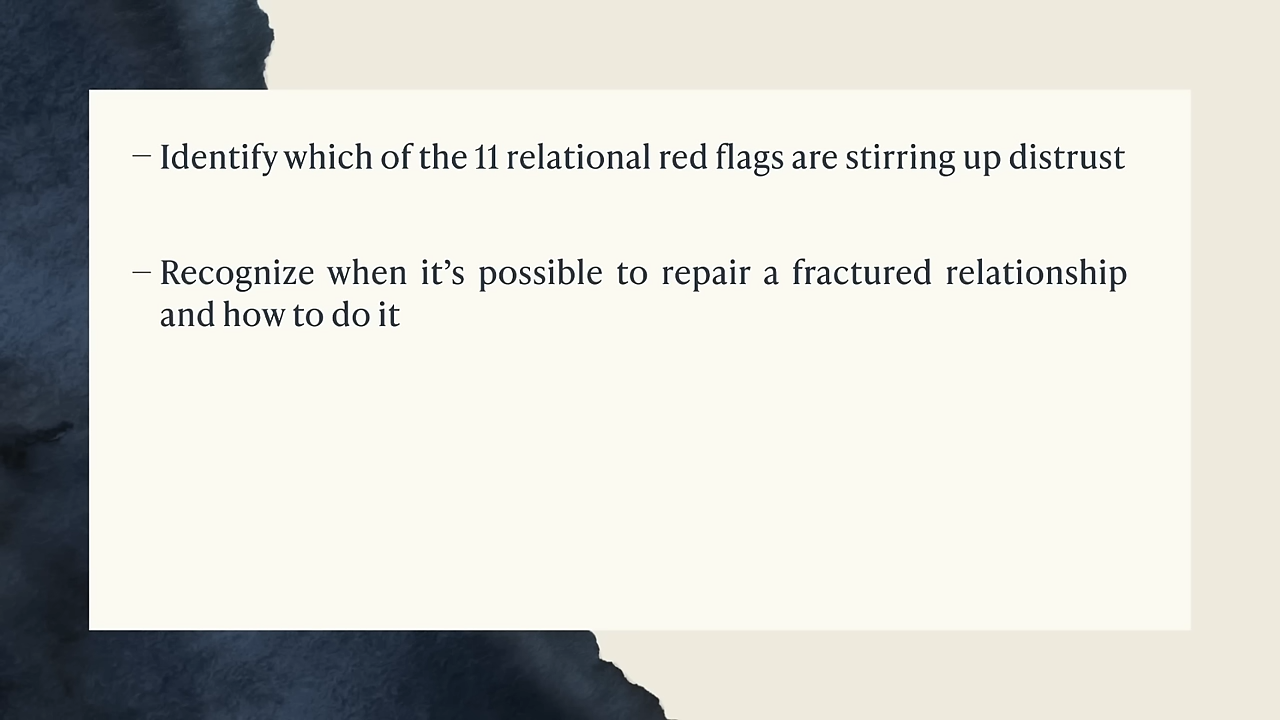 – Identify which of the 11 relational red flags are stirring up distrust
– Recognize when it’s possible to repair a fractured relationship
and how to do it